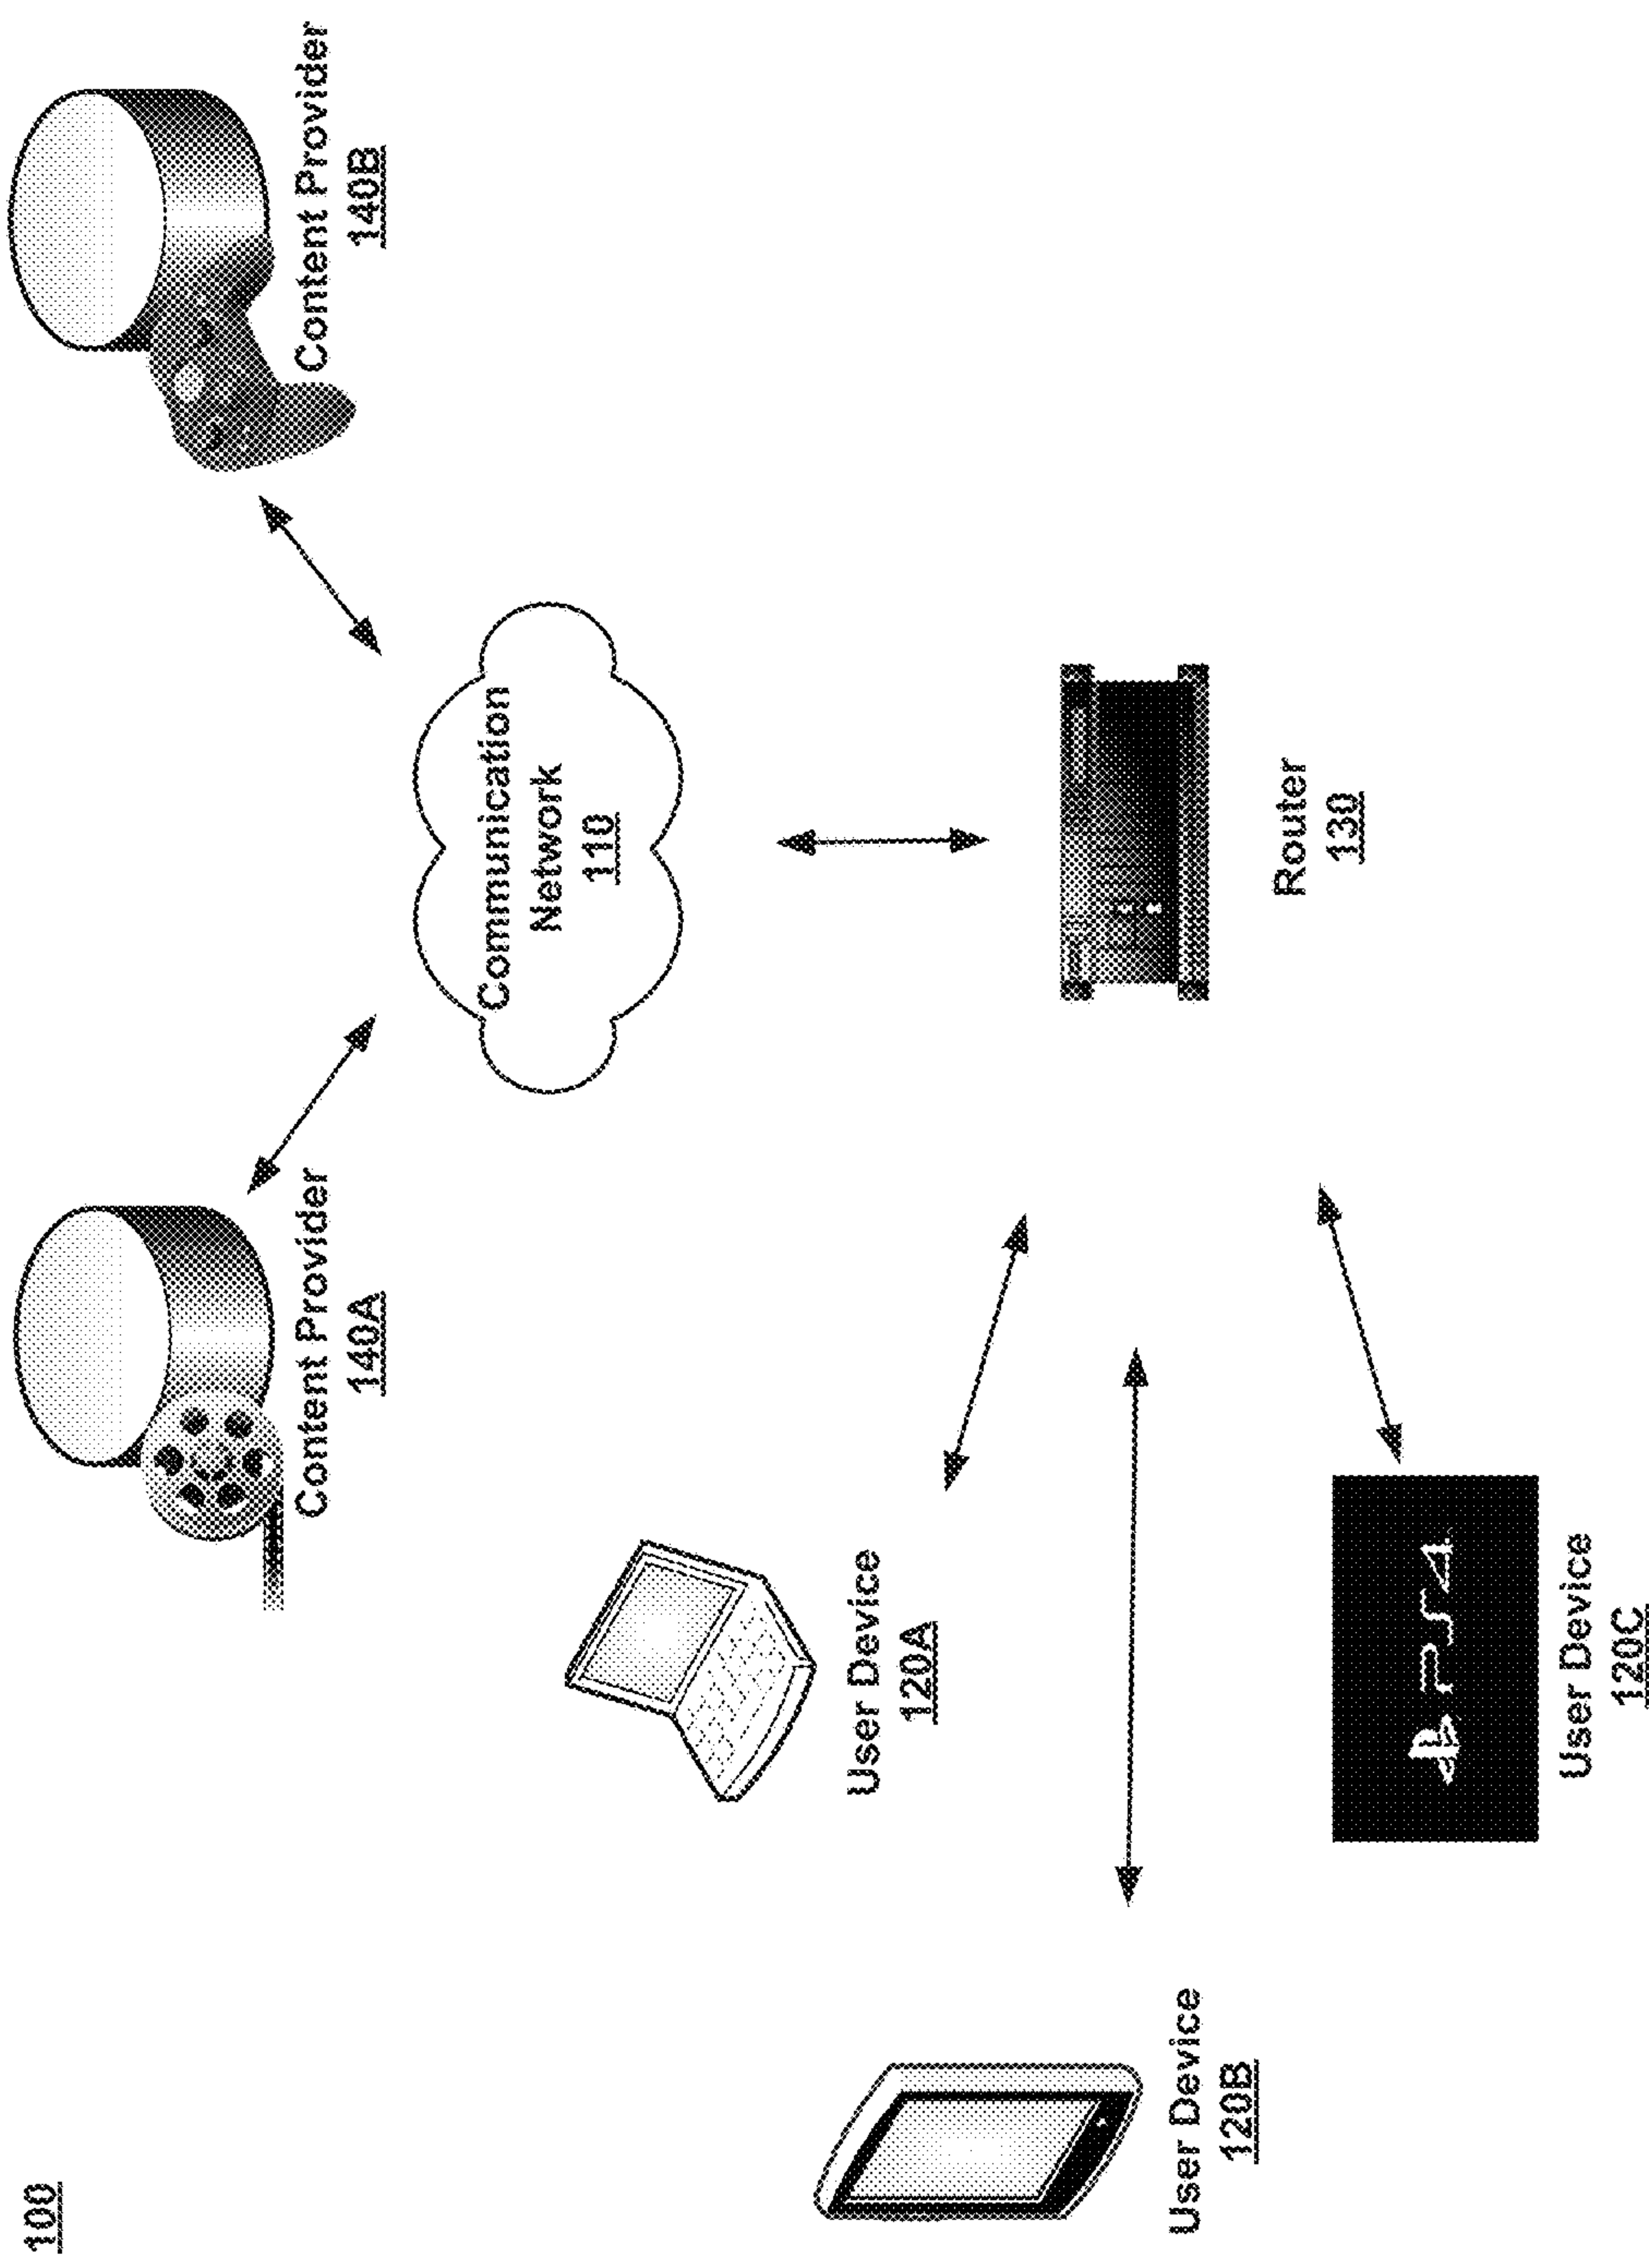 100
Content Provider
140A
Content Provider
140B
Communication
Network
110
User Device
120A
User Device
120B
Router
130
PS4
User Device
120C